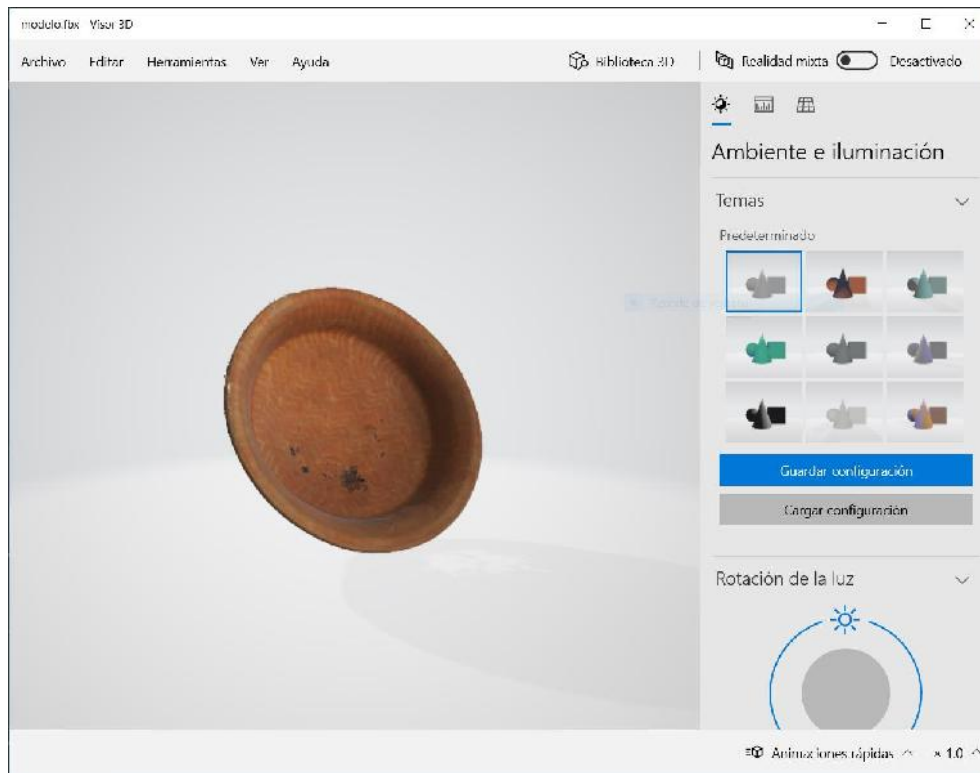 modelo.fbx Visor 3D
Archivo Editar Herramientas Ver Ayuda Biblioteca 3D Realidad mixta Desactivado
Ambiente e iluminación
Temas
Predeterminado
Guardar configuración
Cargar configuración
Rotación de la luz
Animaciones rápidas × 1.0